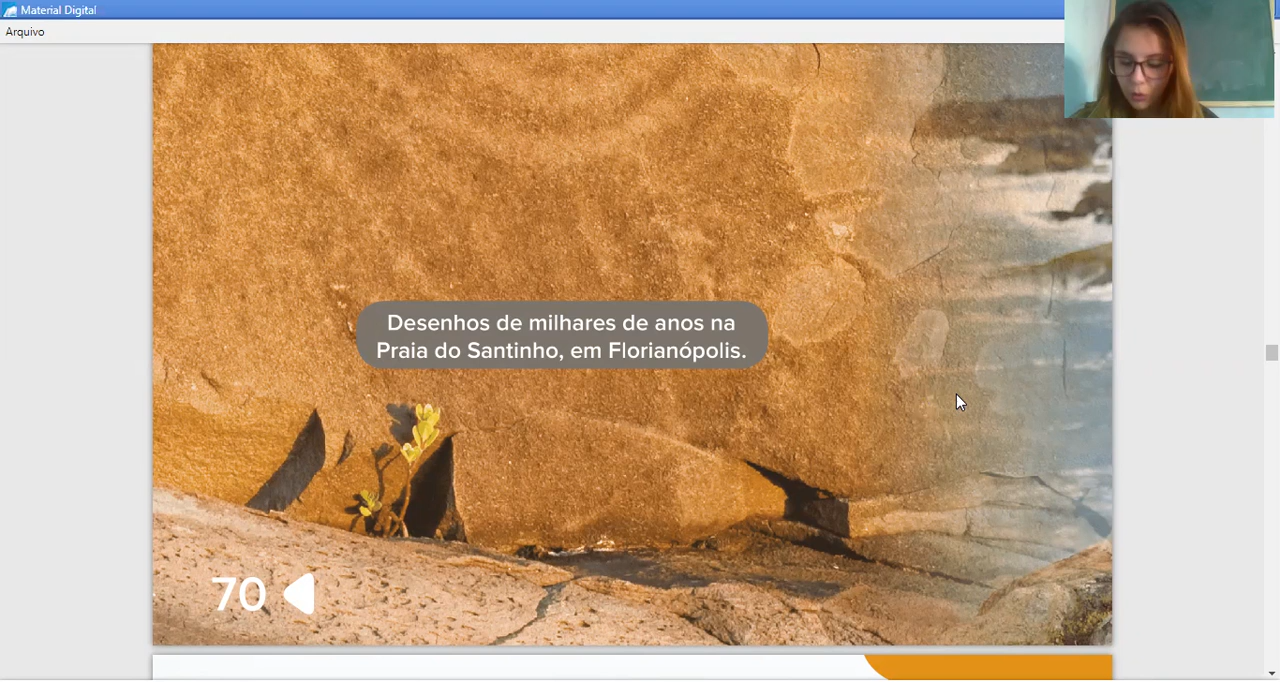 Material Digital
Arquivo
Desenhos de milhares de anos na
Praia do Santinho, em Florianópolis.
70